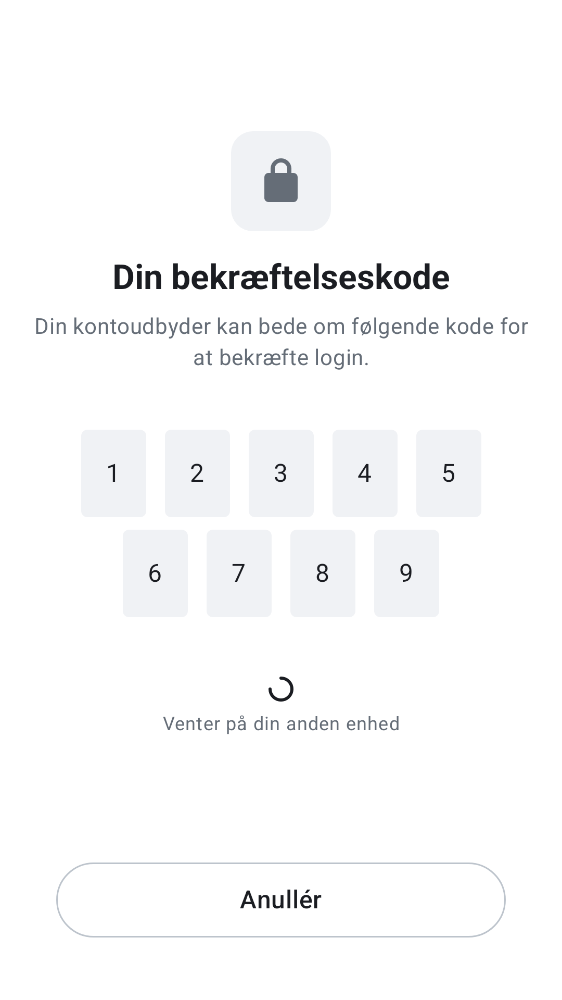 Din bekræftelseskode
Din kontoudbyder kan bede om følgende kode for
at bekræfte login.
1 2 3 4 5
6 7 8 9
Venter på din anden enhed
Anullér